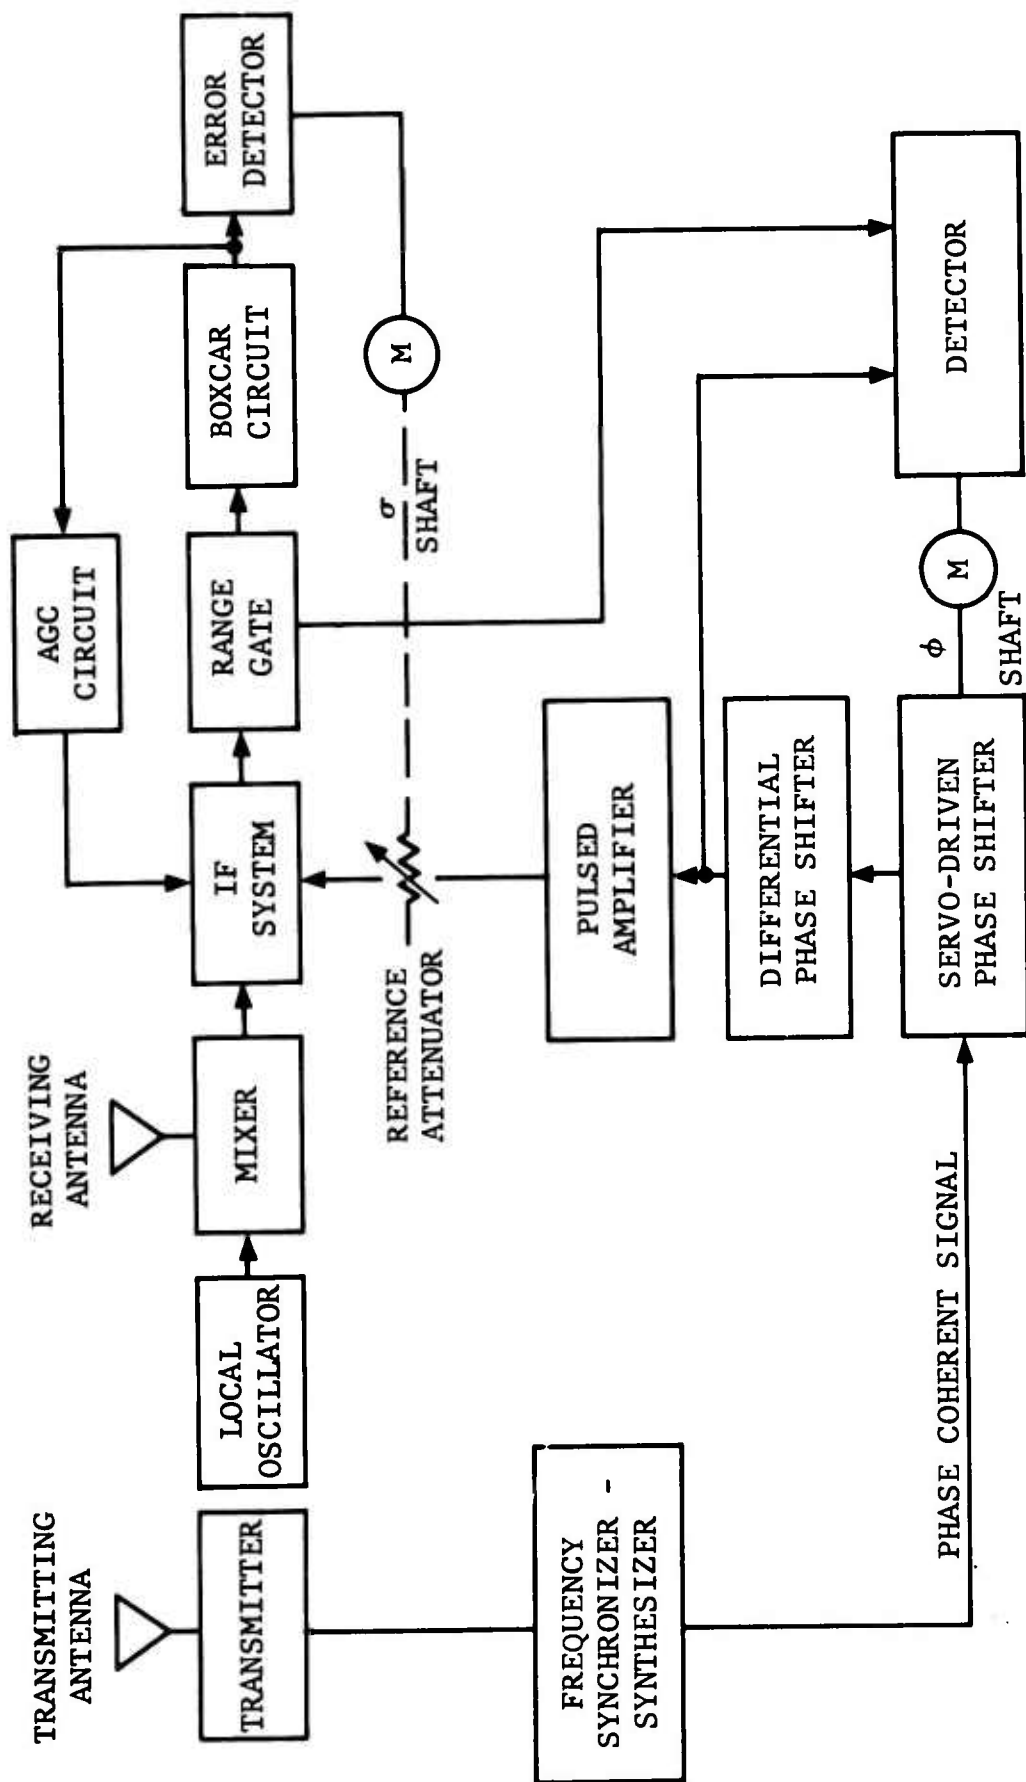 TRANSMITTING
ANTENNA
TRANSMITTER
FREQUENCY
SYNCHRONIZER -
SYNTHESIZER
LOCAL
OSCILLATOR
RECEIVING
ANTENNA
MIXER
IF
SYSTEM
AGC
CIRCUIT
RANGE
GATE
BOXCAR
CIRCUIT
ERROR
DETECTOR
M
σ
SHAFT
REFERENCE
ATTENUATOR
PULSED
AMPLIFIER
DIFFERENTIAL
PHASE SHIFTER
SERVO-DRIVEN
PHASE SHIFTER
PHASE COHERENT SIGNAL
ϕ
SHAFT
M
DETECTOR